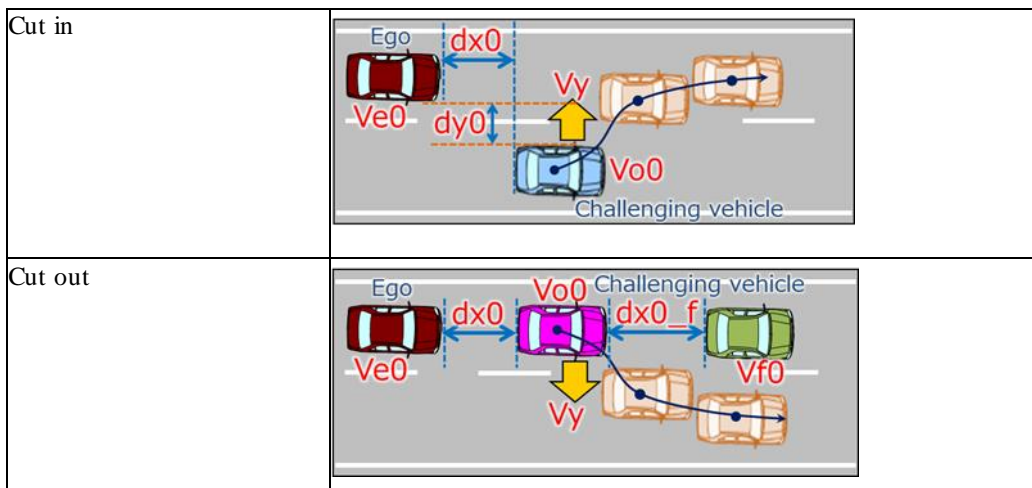 Cut in
Ego
dx0
Vy
Ve0
dy0
Vo0
Challenging vehicle
Cut out
Ego
Vo0
Challenging vehicle
dx0
dx0_f
Ve0
Vf0
Vy